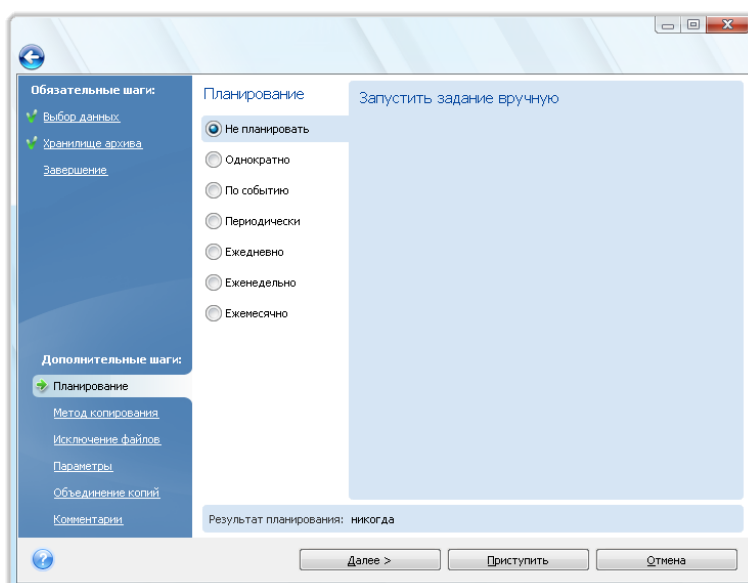 Обязательные шаги:
Выбор данных
Хранилище архива
Завершение
Дополнительные шаги:
Планирование
Метод копирования
Исключение файлов
Параметры
Объединение копий
Комментарии
Планирование
Не планировать
Однократно
По событию
Периодически
Ежедневно
Еженедельно
Ежемесячно
Запустить задание вручную
Результат планирования: никогда
Далее >
Приступить
Отмена